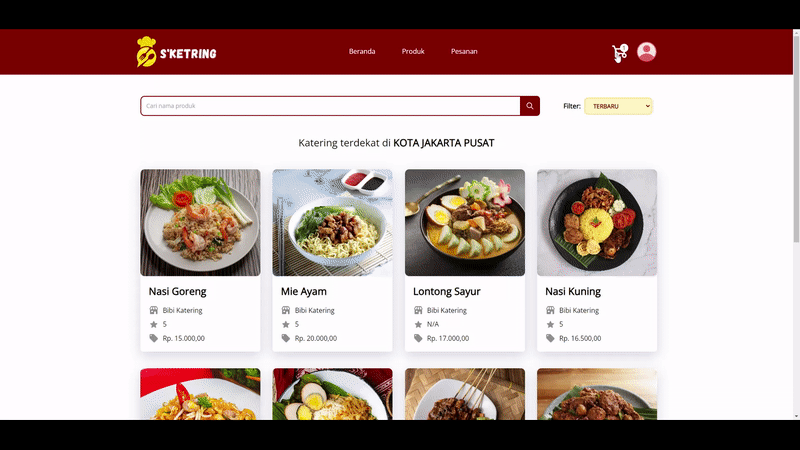 S'KETRING
Beranda Produk Pesanan
1
Cari nama produk
Filter: TERBARU
Katering terdekat di KOTA JAKARTA PUSAT
Nasi Goreng
Bibi Katering
5
Rp. 15.000,00
Mie Ayam
Bibi Katering
5
Rp. 20.000,00
Lontong Sayur
Bibi Katering
N/A
Rp. 17.000,00
Nasi Kuning
Bibi Katering
5
Rp. 16.500,00